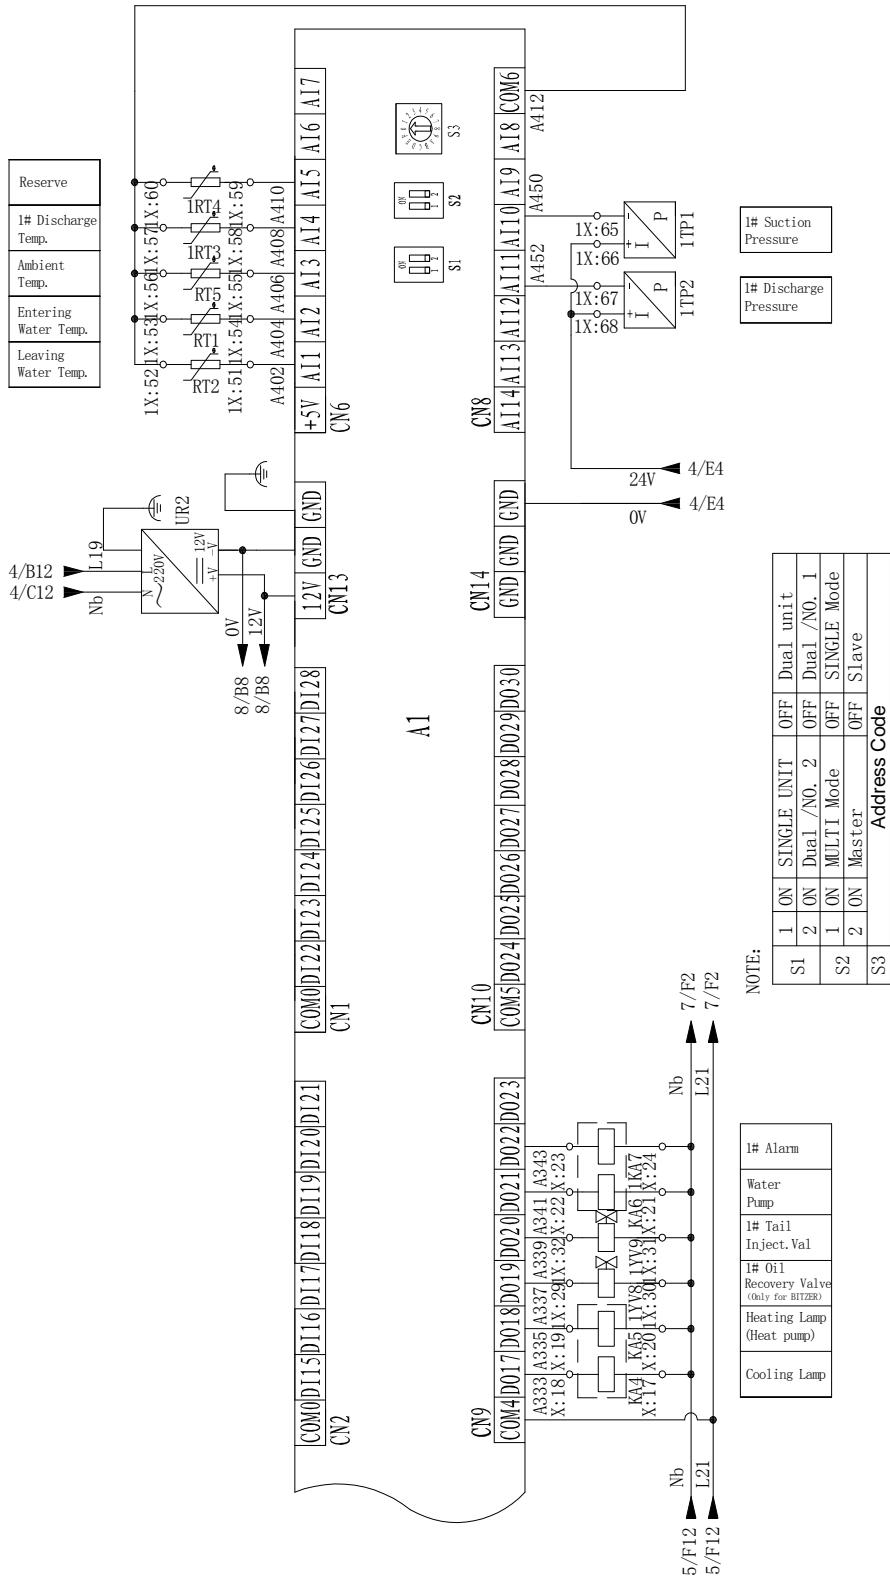 Reserve
1# Discharge
Temp.
Ambient
Temp.
Entering
Water Temp.
Leaving
Water Temp.
1X:60
1RT4
1X:59
A410
1X:57
1RT3
1X:58
A408
1X:56
RT5
1X:55
A406
1X:53
RT1
1X:54
A404
1X:52
RT2
1X:51
A402
AI7
AI6
AI5
AI4
AI3
AI2
AI1
+5V
CN6
S3
ON
1 2
S2
ON
1 2
S1
COM6
AI8
AI9
AI10
AI11
AI12
AI13
AI14
CN8
A412
A450
A452
1X:65
1X:66
- P
+ I
1TP1
1X:67
1X:68
- P
+ I
1TP2
1# Suction
Pressure
1# Discharge
Pressure
24V
4/E4
0V
4/E4
4/B12
4/C12
L19
Nb
L
N
~220V
12V
-V
+V
UR2
0V
12V
8/B8
8/B8
GND
GND
12V
CN13
GND
GND
GND
CN14
A1
DI28
DI27
DI26
DI25
DI24
DI23
DI22
COM0
CN1
DO30
DO29
DO28
DO27
DO26
DO25
DO24
COM5
CN10
DI21
DI20
DI19
DI18
DI17
DI16
DI15
COM0
CN2
DO23
DO22
DO21
DO20
DO19
DO18
DO17
COM4
CN9
A343
X:23
1KA7
X:24
A341
X:22
KA6
X:21
A339
1X:32
1YV9
1X:31
A337
1X:29
1YV8
1X:30
A335
X:19
KA5
X:20
A333
X:18
KA4
X:17
Nb
L21
7/F2
7/F2
Nb
L21
5/F12
5/F12
1# Alarm
Water
Pump
1# Tail
Inject.Val
1# Oil
Recovery Valve
(Only for BITZER)
Heating Lamp
(Heat pump)
Cooling Lamp
NOTE:
S1 1 ON SINGLE UNIT OFF Dual unit
2 ON Dual /NO. 2 OFF Dual /NO. 1
S2 1 ON MULTI Mode OFF SINGLE Mode
2 ON Master OFF Slave
S3 Address Code